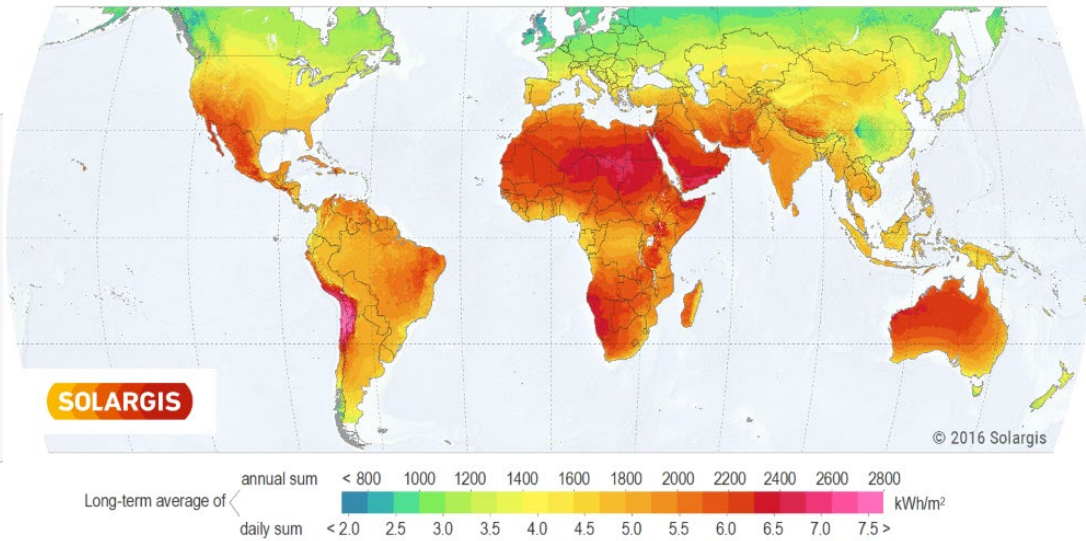 SOLARGIS
© 2016 Solargis
annual sum < 800 1000 1200 1400 1600 1800 2000 2200 2400 2600 2800
Long-term average of kWh/m²
daily sum < 2.0 2.5 3.0 3.5 4.0 4.5 5.0 5.5 6.0 6.5 7.0 7.5 >